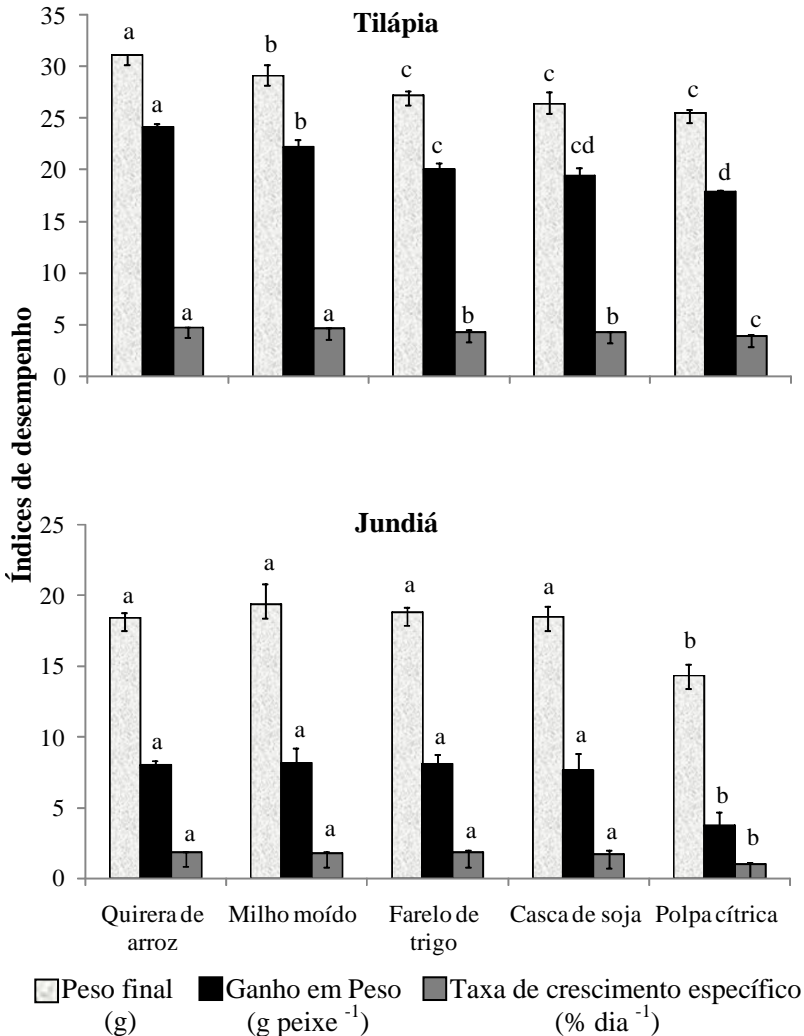 Tilápia
35
30
25
20
15
10
5
0
a
a
a
b
b
a
c
c
b
c
cd
b
c
d
c
Índices de desempenho
Jundiá
25
20
15
10
5
0
a
a
a
a
a
a
a
a
a
a
a
a
b
b
b
Quirera de arroz
Milho moído
Farelo de trigo
Casca de soja
Polpa cítrica
Peso final (g)
Ganho em Peso (g peixe -1)
Taxa de crescimento específico (% dia -1)